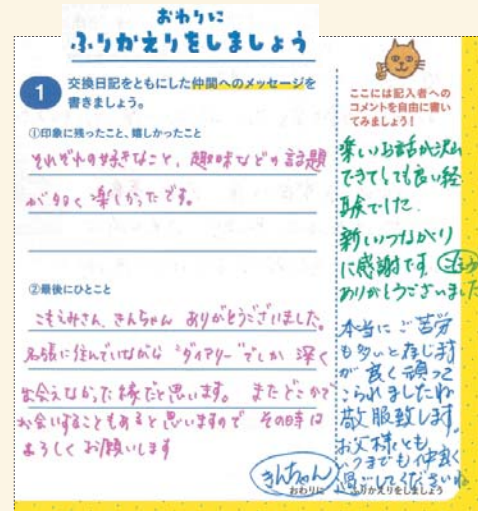 おわりに
ふりかえりをしましょう
1
交換日記をともにした仲間へのメッセージを
書きましょう。
①印象に残ったこと、嬉しかったこと
それぞれの好きなこと、趣味などの話題
が多く楽しかったです。
②最後にひとこと
こもえみさん、きんちゃん ありがとうございました。
名張に住んでいながら "ダイアリー"でしか 深く
出会えなかった縁だと思います。またどこかで
お会いすることもあると思いますので その時は
よろしくお願いします
ここには記入者への
コメントを自由に書い
てみましょう!
楽しいお話が沢山
できてとても良い経
験でした。
新しいつながり
に感謝です
ありがとうございました
本当にご苦労
も多いと存じます
が良く頑って
こられましたね
敬服致します
お父様とも
いつまでも仲良く
過ごしてくださいね
きんちゃん
おわりに
ふりかえりをしましょう